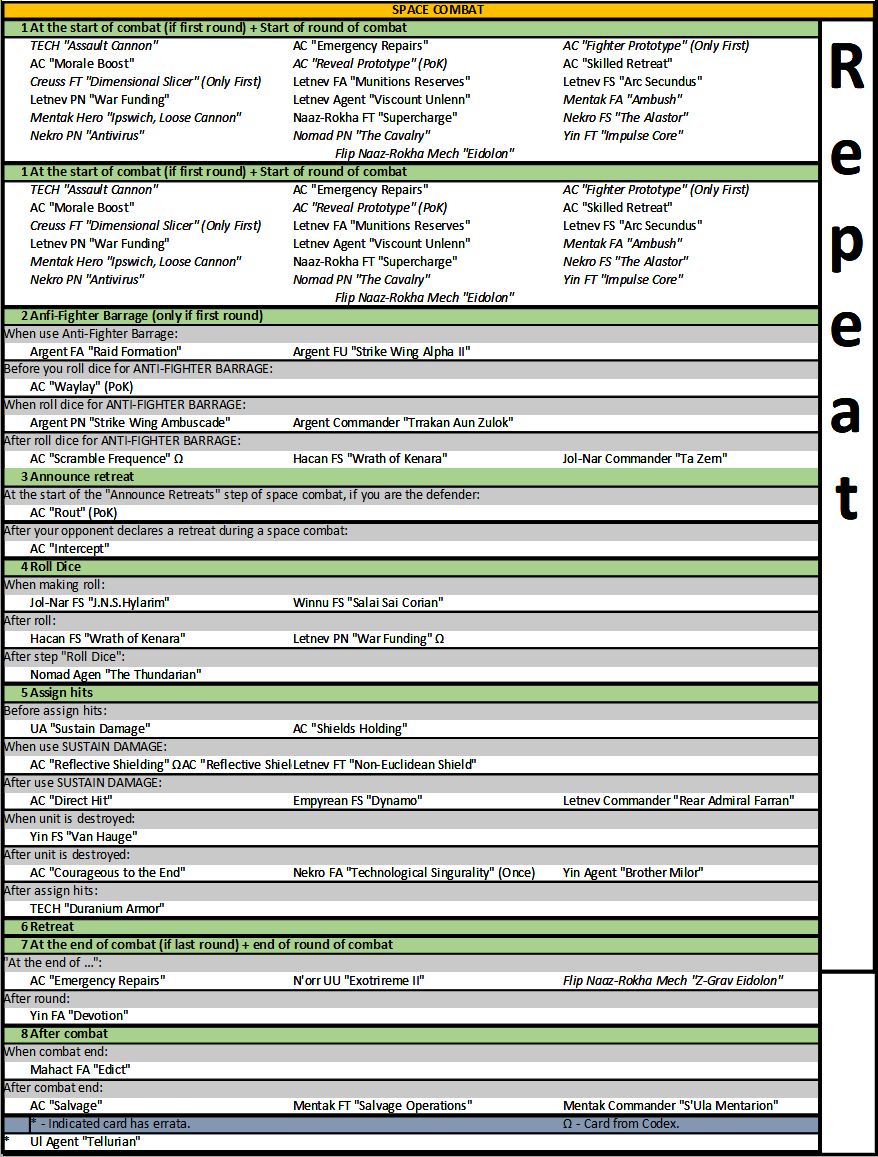 SPACE COMBAT
1 At the start of combat (if first round) + Start of round of combat
TECH "Assault Cannon" AC "Emergency Repairs" AC "Fighter Prototype" (Only First)
AC "Morale Boost" AC "Reveal Prototype" (PoK) AC "Skilled Retreat"
Creuss FT "Dimensional Slicer" (Only First) Letnev FA "Munitions Reserves" Letnev FS "Arc Secundus"
Letnev PN "War Funding" Letnev Agent "Viscount Unlenn" Mentak FA "Ambush"
Mentak Hero "Ipswich, Loose Cannon" Naaz-Rokha FT "Supercharge" Nekro FS "The Alastor"
Nekro PN "Antivirus" Nomad PN "The Cavalry" Yin FT "Impulse Core"
Flip Naaz-Rokha Mech "Eidolon"
1 At the start of combat (if first round) + Start of round of combat
TECH "Assault Cannon" AC "Emergency Repairs" AC "Fighter Prototype" (Only First)
AC "Morale Boost" AC "Reveal Prototype" (PoK) AC "Skilled Retreat"
Creuss FT "Dimensional Slicer" (Only First) Letnev FA "Munitions Reserves" Letnev FS "Arc Secundus"
Letnev PN "War Funding" Letnev Agent "Viscount Unlenn" Mentak FA "Ambush"
Mentak Hero "Ipswich, Loose Cannon" Naaz-Rokha FT "Supercharge" Nekro FS "The Alastor"
Nekro PN "Antivirus" Nomad PN "The Cavalry" Yin FT "Impulse Core"
Flip Naaz-Rokha Mech "Eidolon"
2 Anfi-Fighter Barrage (only if first round)
When use Anti-Fighter Barrage:
Argent FA "Raid Formation" Argent FU "Strike Wing Alpha II"
Before you roll dice for ANTI-FIGHTER BARRAGE:
AC "Waylay" (PoK)
When roll dice for ANTI-FIGHTER BARRAGE:
Argent PN "Strike Wing Ambuscade" Argent Commander "Trrakan Aun Zulok"
After roll dice for ANTI-FIGHTER BARRAGE:
AC "Scramble Frequence" Ω Hacan FS "Wrath of Kenara" Jol-Nar Commander "Ta Zern"
3 Announce retreat
At the start of the "Announce Retreats" step of space combat, if you are the defender:
AC "Rout" (PoK)
After your opponent declares a retreat during a space combat:
AC "Intercept"
4 Roll Dice
When making roll:
Jol-Nar FS "J.N.S.Hylarim" Winnu FS "Salai Sai Corian"
After roll:
Hacan FS "Wrath of Kenara" Letnev PN "War Funding" Ω
After step "Roll Dice":
Nomad Agen "The Thundarian"
5 Assign hits
Before assign hits:
UA "Sustain Damage" AC "Shields Holding"
When use SUSTAIN DAMAGE:
AC "Reflective Shielding" ΩAC "Reflective Shiel Letnev FT "Non-Euclidean Shield"
After use SUSTAIN DAMAGE:
AC "Direct Hit" Empyrean FS "Dynamo" Letnev Commander "Rear Admiral Farran"
When unit is destroyed:
Yin FS "Van Hauge"
After unit is destroyed:
AC "Courageous to the End" Nekro FA "Technological Singurality" (Once) Yin Agent "Brother Milor"
After assign hits:
TECH "Duranium Armor"
6 Retreat
7 At the end of combat (if last round) + end of round of combat
"At the end of ...":
AC "Emergency Repairs" N'orr UU "Exotrireme II" Flip Naaz-Rokha Mech "Z-Grav Eidolon"
After round:
Yin FA "Devotion"
8 After combat
When combat end:
Mahact FA "Edict"
After combat end:
AC "Salvage" Mentak FT "Salvage Operations" Mentak Commander "S'Ula Mentarion"
* - Indicated card has errata. Ω - Card from Codex.
* Ul Agent "Tellurian"
Repeat